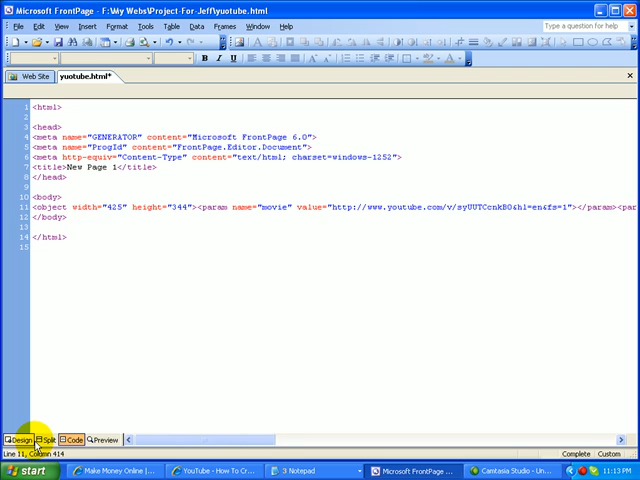 Microsoft FrontPage - F:\My Webs\Project-For-Jeff\yuotube.html
File Edit View Insert Format Tools Table Data Frames Window Help
Type a question for help
Web Site yuotube.html*
1 <html>
2
3 <head>
4 <meta name="GENERATOR" content="Microsoft FrontPage 6.0">
5 <meta name="ProgId" content="FrontPage.Editor.Document">
6 <meta http-equiv="Content-Type" content="text/html; charset=windows-1252">
7 <title>New Page 1</title>
8 </head>
9
10 <body>
11 <object width="425" height="344"><param name="movie" value="http://www.youtube.com/v/syUUTCcnkB0&hl=en&fs=1"></param><par
12 </body>
13
14 </html>
15
Design Split Code Preview
Line 11, Column 414 Complete Custom
start Make Money Online |... YouTube - How To Cr... 3 Notepad Microsoft FrontPage ... Camtasia Studio - Un... 11:13 PM